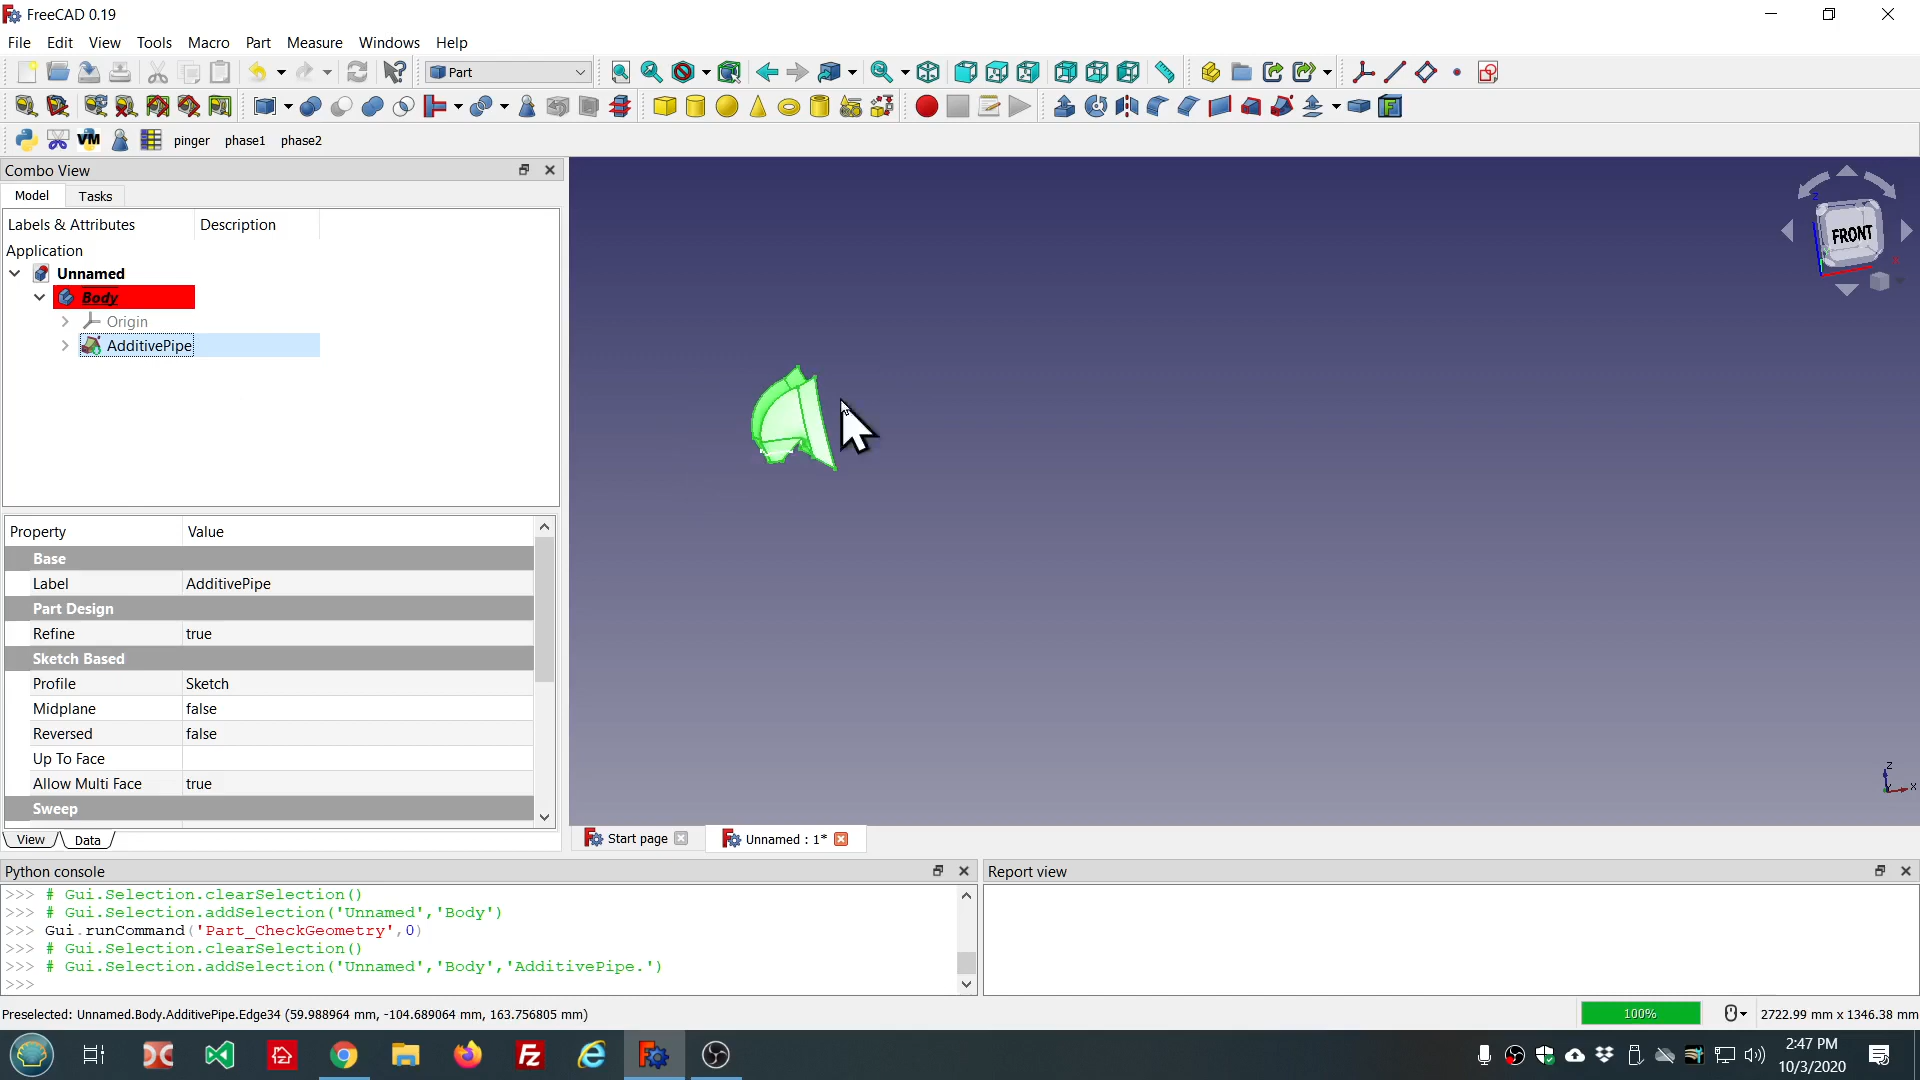 FreeCAD 0.19
File Edit View Tools Macro Part Measure Windows Help
Part
VM pinger phase1 phase2
Combo View
Model Tasks
Labels & Attributes Description
Application
Unnamed
Body
Origin
AdditivePipe
Property Value
Base
Label AdditivePipe
Part Design
Refine true
Sketch Based
Profile Sketch
Midplane false
Reversed false
Up To Face
Allow Multi Face true
Sweep
View Data
FRONT
Z
X
Z
X
Start page Unnamed : 1*
Python console
>>> # Gui.Selection.clearSelection()
>>> # Gui.Selection.addSelection('Unnamed','Body')
>>> Gui.runCommand('Part_CheckGeometry',0)
>>> # Gui.Selection.clearSelection()
>>> # Gui.Selection.addSelection('Unnamed','Body','AdditivePipe.')
>>>
Report view
Preselected: Unnamed.Body.AdditivePipe.Edge34 (59.988964 mm, -104.689064 mm, 163.756805 mm)
100%
2722.99 mm x 1346.38 mm
2:47 PM
10/3/2020